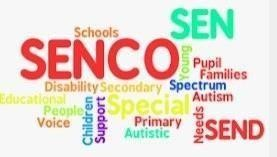 Schools
SEN
SENCO
Young
Pupil
Families
Disability
Secondary
Spectrum
Educational
Special
Autism
People
Children
Support
Needs
Voice
Primary
Autistic
SEND